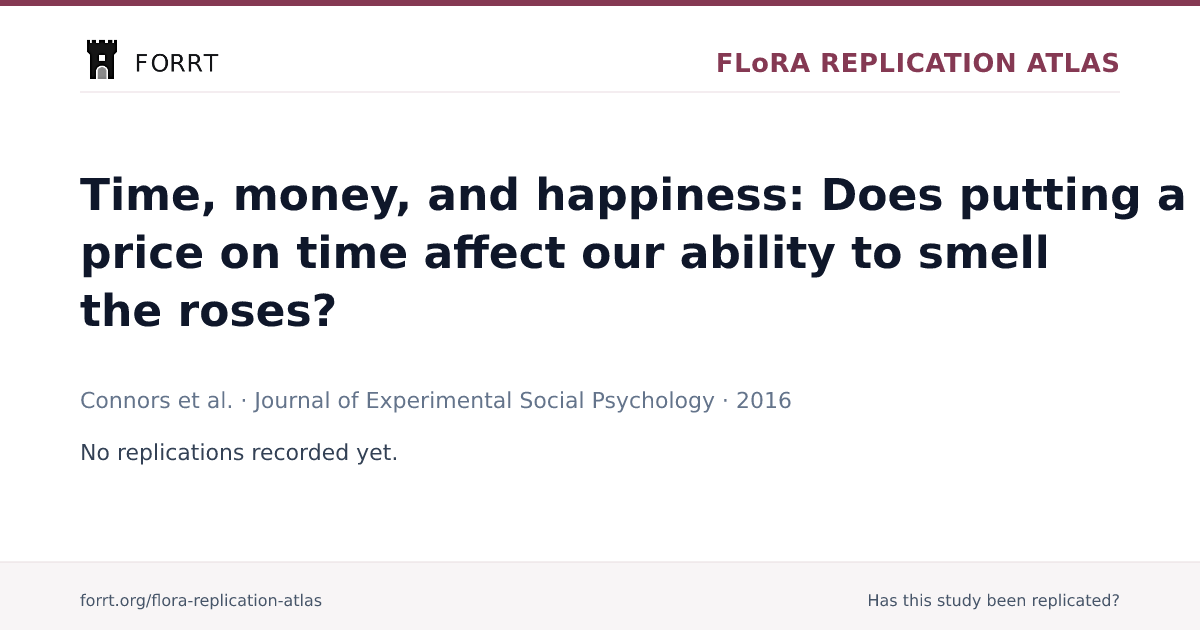 FORRT
FLoRA REPLICATION ATLAS
Time, money, and happiness: Does putting a
price on time affect our ability to smell
the roses?
Connors et al. · Journal of Experimental Social Psychology · 2016
No replications recorded yet.
forrt.org/flora-replication-atlas
Has this study been replicated?